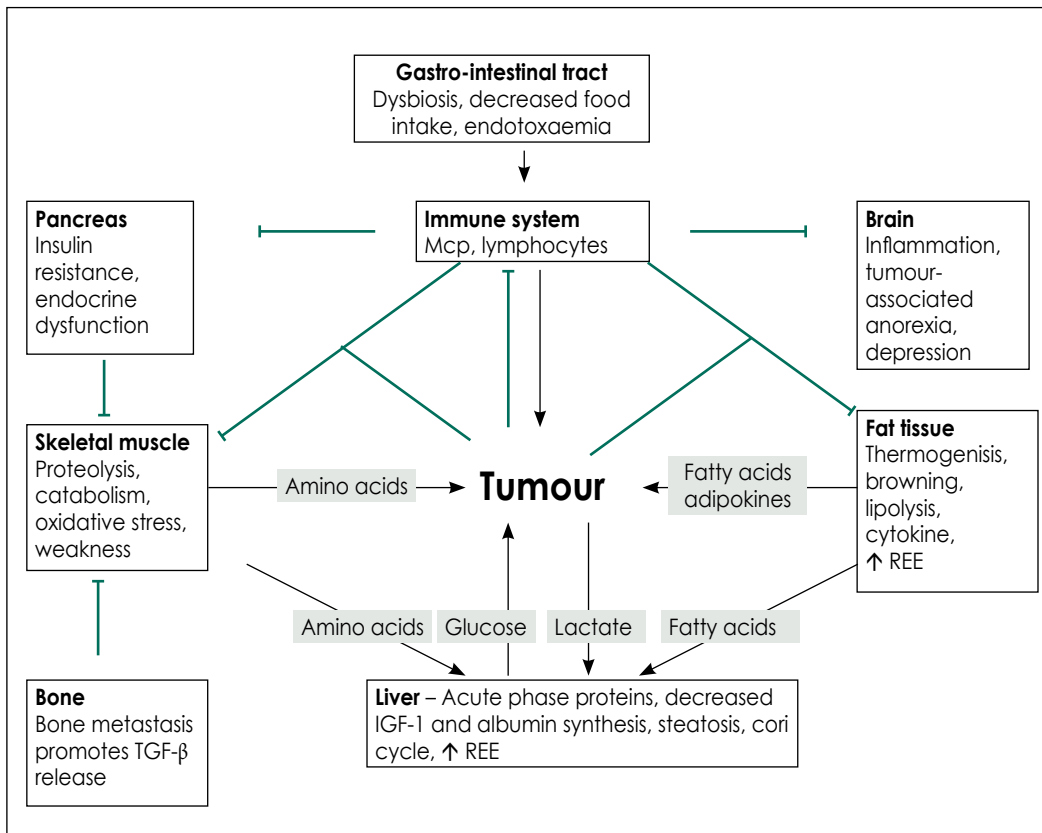 Gastro-intestinal tract
Dysbiosis, decreased food
intake, endotoxaemia
Pancreas
Insulin
resistance,
endocrine
dysfunction
Immune system
Mcp, lymphocytes
Brain
Inflammation,
tumour-
associated
anorexia,
depression
Skeletal muscle
Proteolysis,
catabolism,
oxidative stress,
weakness
Amino acids
Tumour
Fatty acids
adipokines
Fat tissue
Thermogenisis,
browning,
lipolysis,
cytokine,
↑ REE
Amino acids
Glucose
Lactate
Fatty acids
Bone
Bone metastasis
promotes TGF-β
release
Liver – Acute phase proteins, decreased
IGF-1 and albumin synthesis, steatosis, cori
cycle, ↑ REE